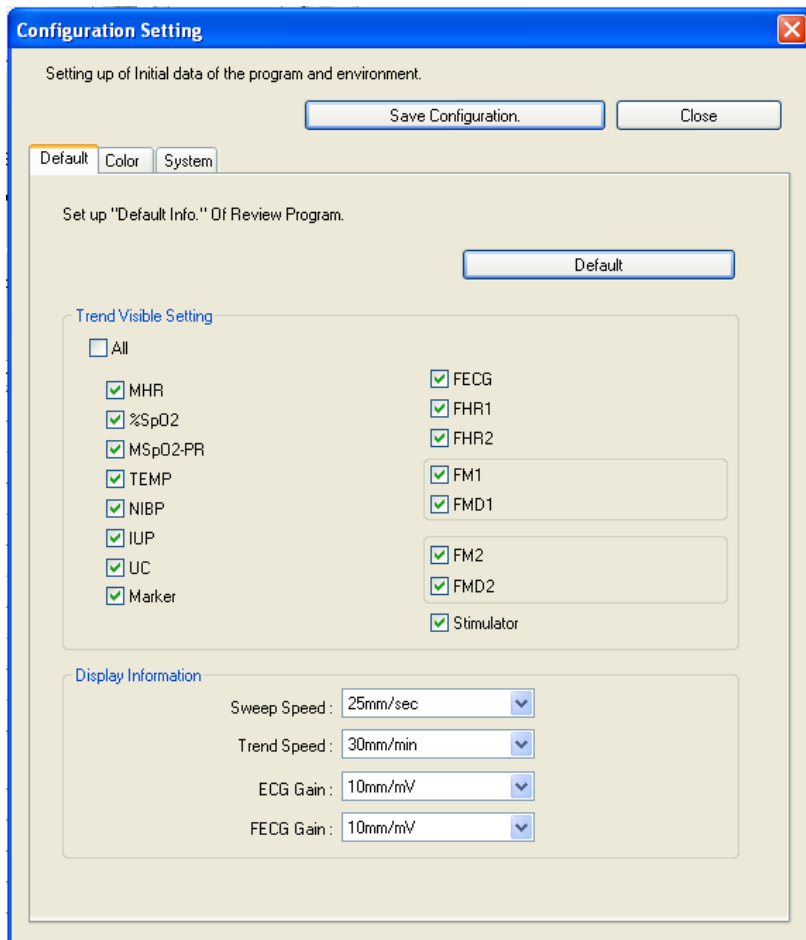 Configuration Setting
Setting up of Initial data of the program and environment.
Save Configuration.
Close
Default
Color
System
Set up "Default Info." Of Review Program.
Default
Trend Visible Setting
All
MHR
%SpO2
MSpO2-PR
TEMP
NIBP
IUP
UC
Marker
FECG
FHR1
FHR2
FM1
FMD1
FM2
FMD2
Stimulator
Display Information
Sweep Speed : 25mm/sec
Trend Speed : 30mm/min
ECG Gain : 10mm/mV
FECG Gain : 10mm/mV